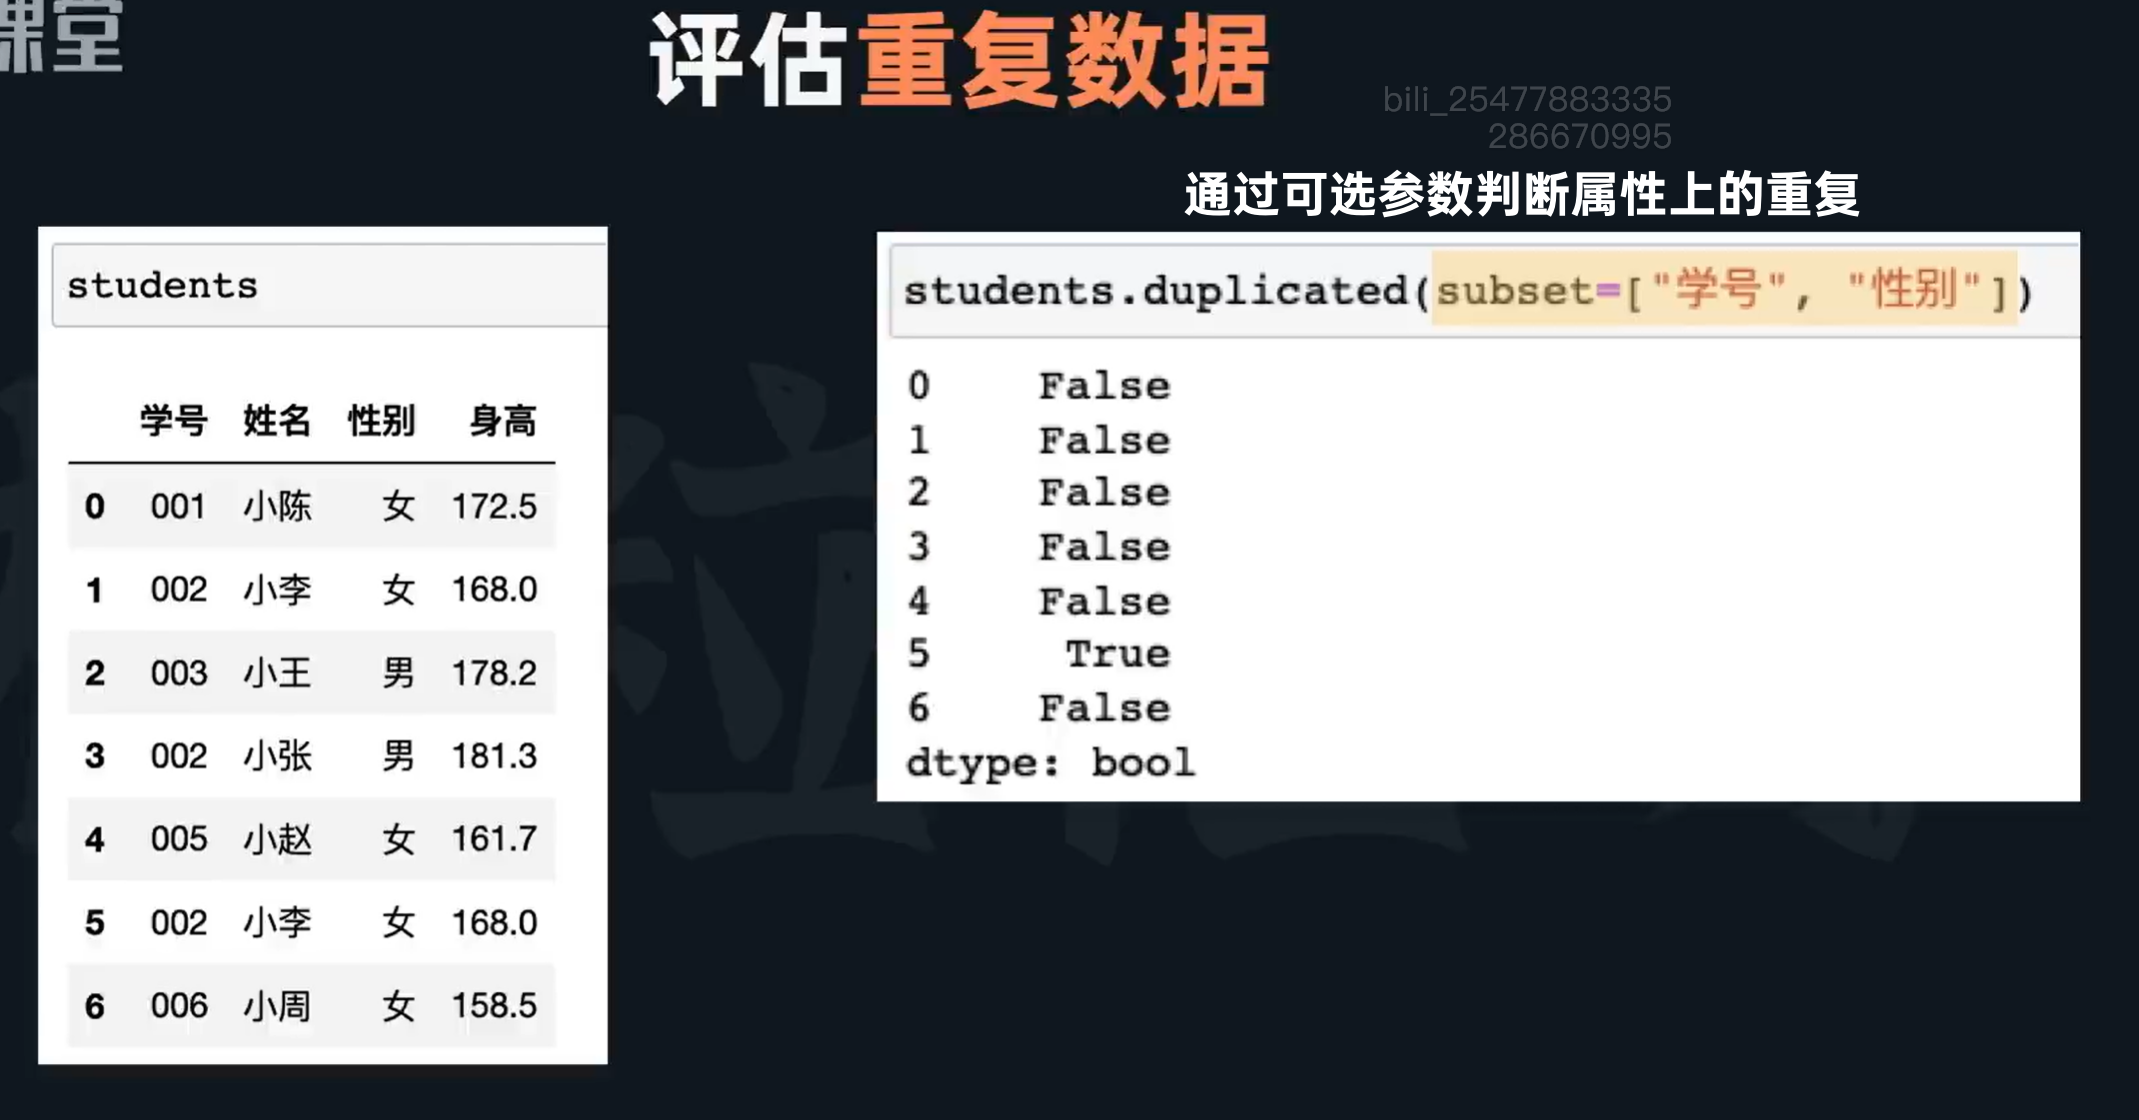 课堂
评估重复数据
bili_25477883335
286670995
通过可选参数判断属性上的重复
students
学号 姓名 性别 身高
0 001 小陈 女 172.5
1 002 小李 女 168.0
2 003 小王 男 178.2
3 002 小张 男 181.3
4 005 小赵 女 161.7
5 002 小李 女 168.0
6 006 小周 女 158.5
students.duplicated(subset=["学号", "性别"])
0 False
1 False
2 False
3 False
4 False
5 True
6 False
dtype: bool